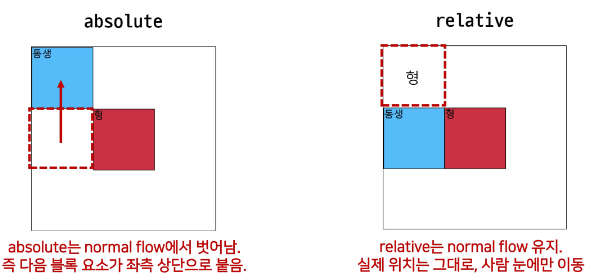 absolute
relative
동생
형
형
동생
형
absolute는 normal flow에서 벗어남.
즉 다음 블록 요소가 좌측 상단으로 붙음.
relative는 normal flow 유지.
실제 위치는 그대로, 사람 눈에만 이동